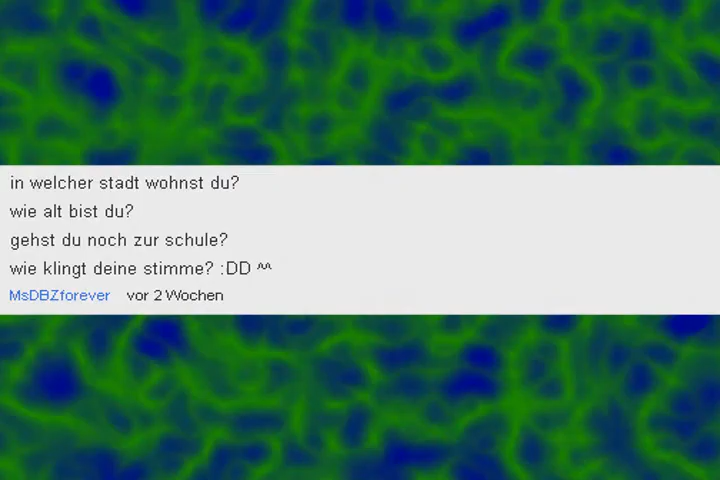 in welcher stadt wohnst du?
wie alt bist du?
gehst du noch zur schule?
wie klingt deine stimme? :DD ^^
MsDBZforever vor 2 Wochen